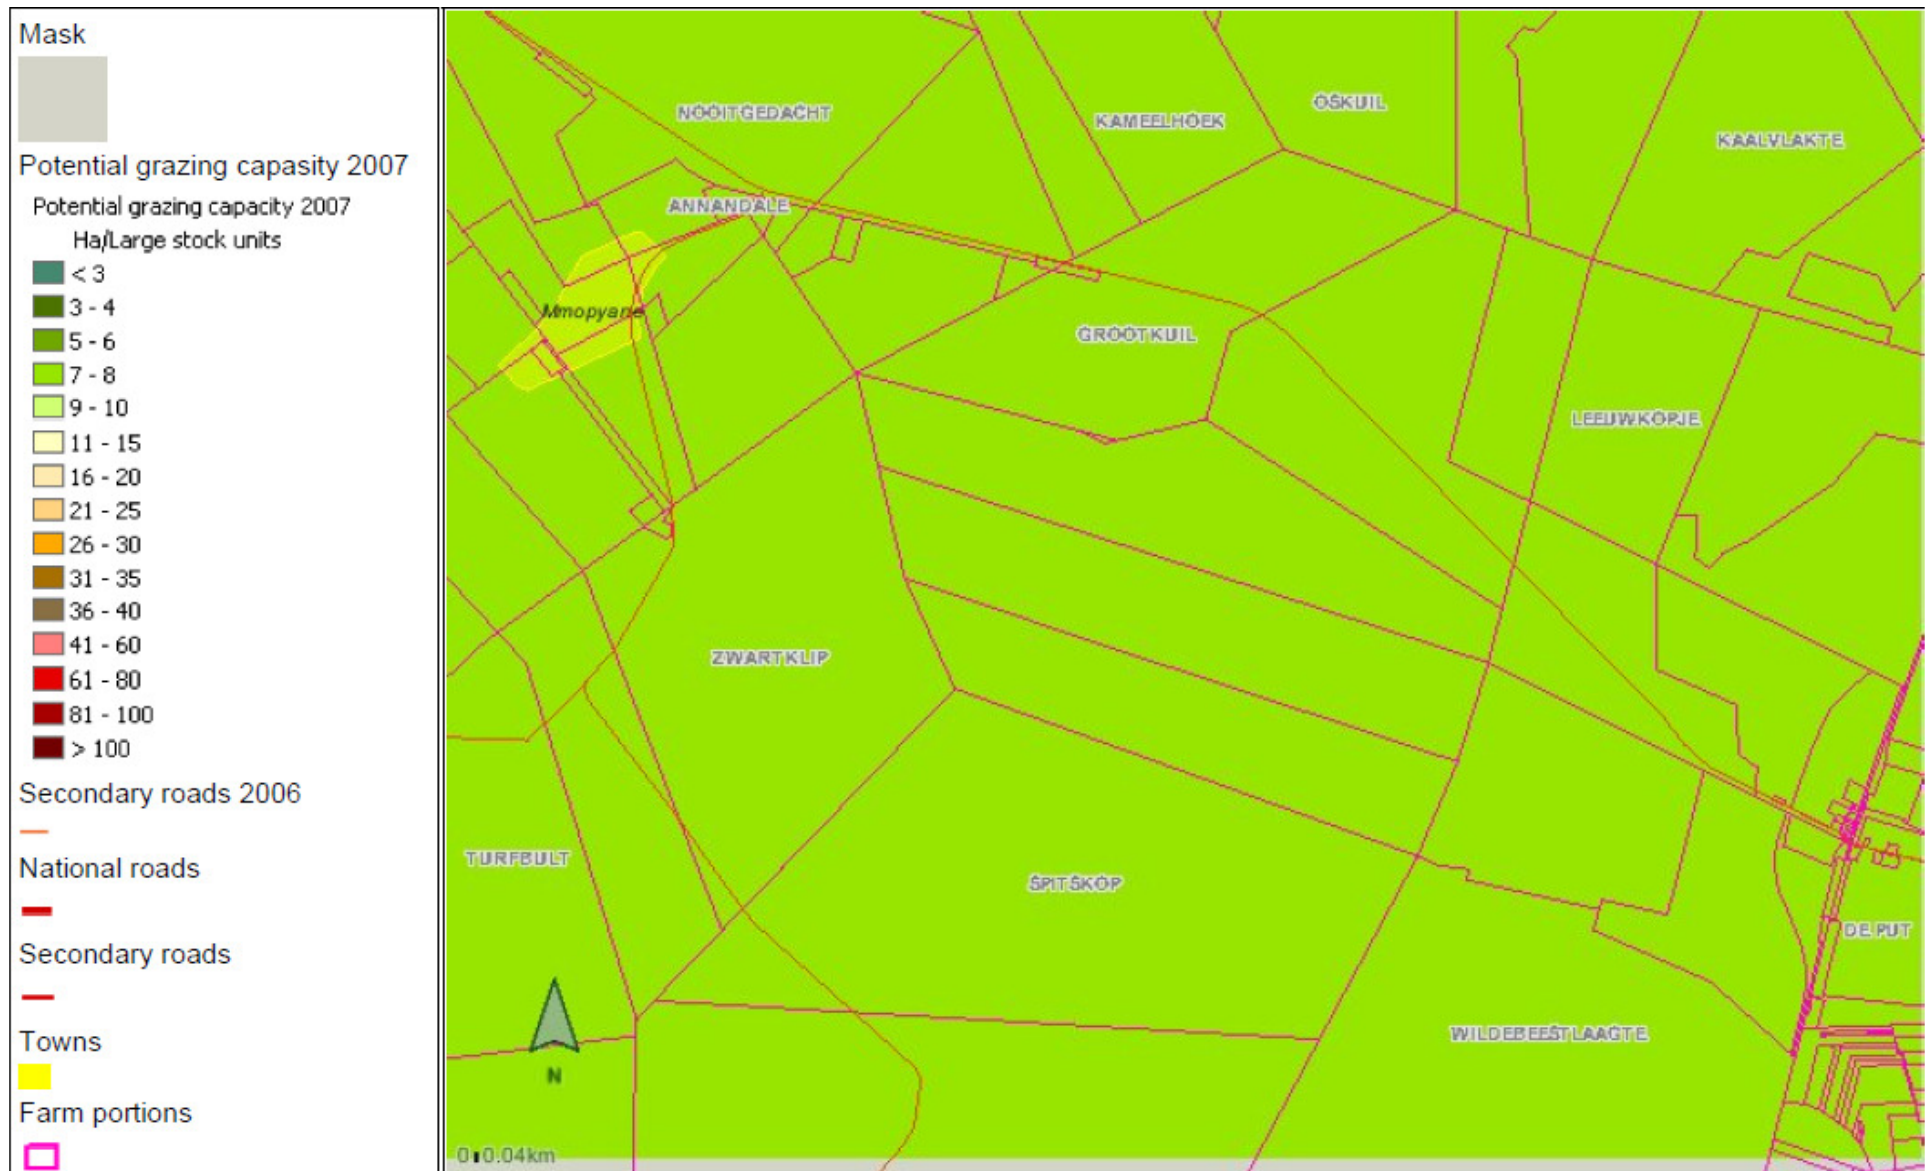 Mask
Potential grazing capasity 2007
Potential grazing capacity 2007
Ha/Large stock units
< 3
3 - 4
5 - 6
7 - 8
9 - 10
11 - 15
16 - 20
21 - 25
26 - 30
31 - 35
36 - 40
41 - 60
61 - 80
81 - 100
> 100
Secondary roads 2006
National roads
Secondary roads
Towns
Farm portions
NOOITGEDACHT
KAMEELHOEK
OSKUIL
KAALVLAKTE
ANNANDALE
Mmopyane
GROOTKUIL
LEEUWKOPJE
ZWARTKLIP
TURFBULT
SPITSKOP
DE PUT
WILDEBEESTLAAGTE
N
0 0.04km